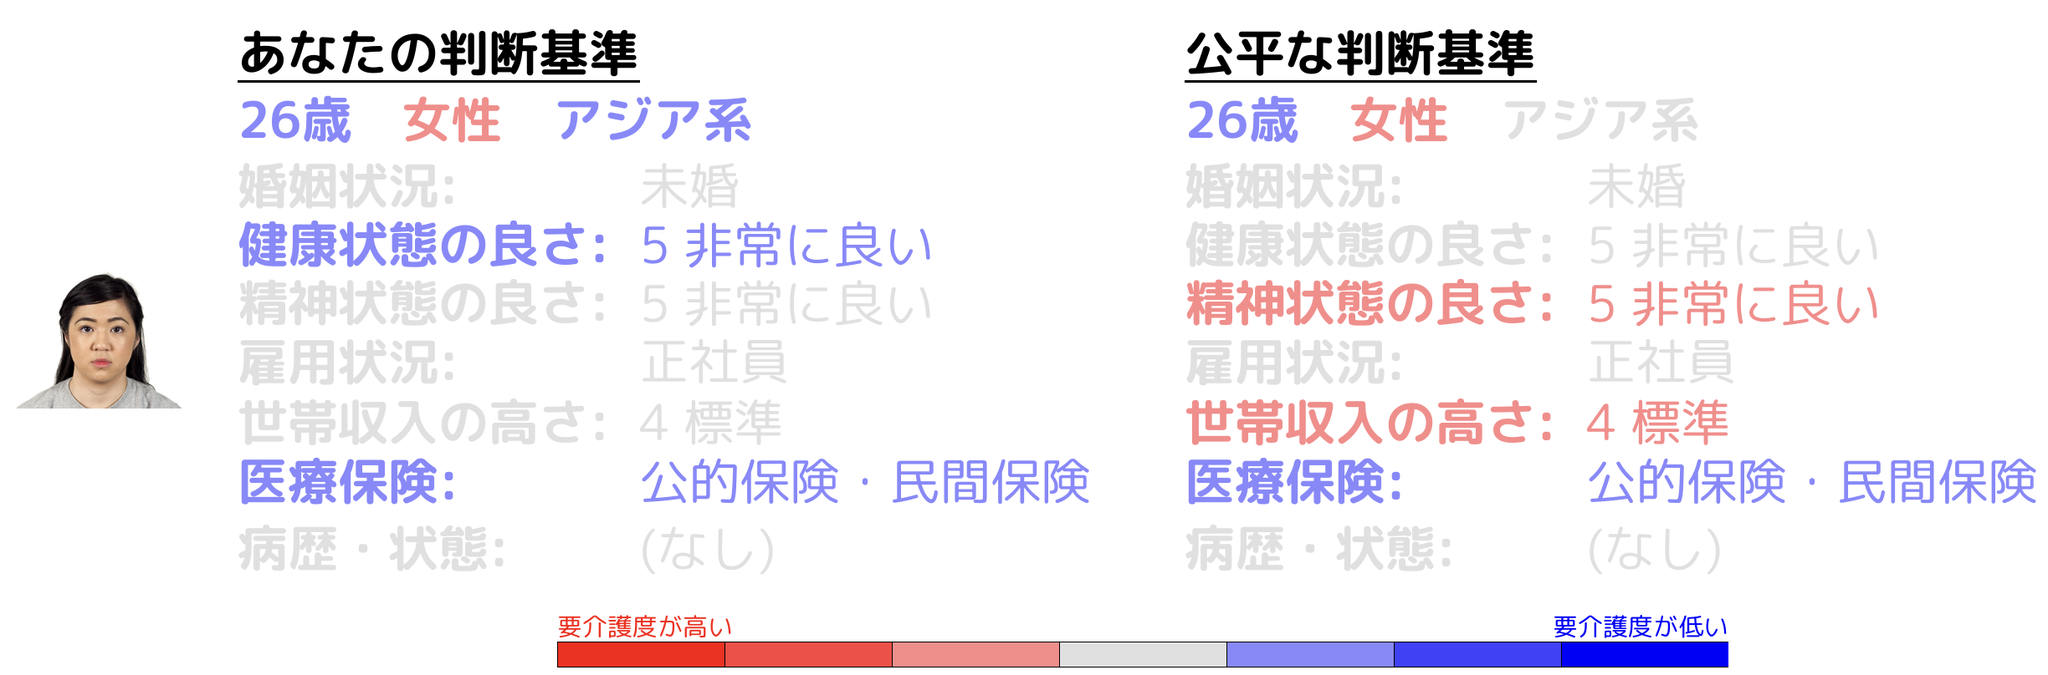 あなたの判断基準
26歳 女性 アジア系
婚姻状況: 未婚
健康状態の良さ: 5 非常に良い
精神状態の良さ: 5 非常に良い
雇用状況: 正社員
世帯収入の高さ: 4 標準
医療保険: 公的保険・民間保険
病歴・状態: (なし)
公平な判断基準
26歳 女性 アジア系
婚姻状況: 未婚
健康状態の良さ: 5 非常に良い
精神状態の良さ: 5 非常に良い
雇用状況: 正社員
世帯収入の高さ: 4 標準
医療保険: 公的保険・民間保険
病歴・状態: (なし)
要介護度が高い
要介護度が低い